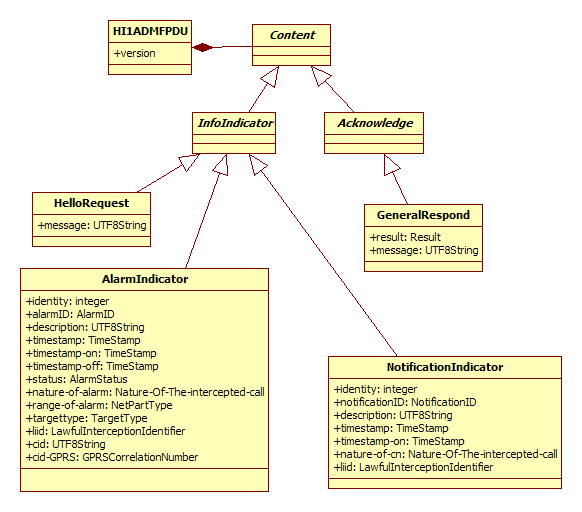 HI1ADMFPDU
+version
Content
InfoIndicator
Acknowledge
HelloRequest
+message: UTF8String
GeneralRespond
+result: Result
+message: UTF8String
AlarmIndicator
+identity: integer
+alarmID: AlarmID
+description: UTF8String
+timestamp: TimeStamp
+timestamp-on: TimeStamp
+timestamp-off: TimeStamp
+status: AlarmStatus
+nature-of-alarm: Nature-Of-The-intercepted-call
+range-of-alarm: NetPartType
+targettype: TargetType
+liid: LawfulInterceptionIdentifier
+cid: UTF8String
+cid-GPRS: GPRSCorrelationNumber
NotificationIndicator
+identity: integer
+notificationID: NotificationID
+description: UTF8String
+timestamp: TimeStamp
+timestamp-on: TimeStamp
+nature-of-cn: Nature-Of-The-intercepted-call
+liid: LawfulInterceptionIdentifier